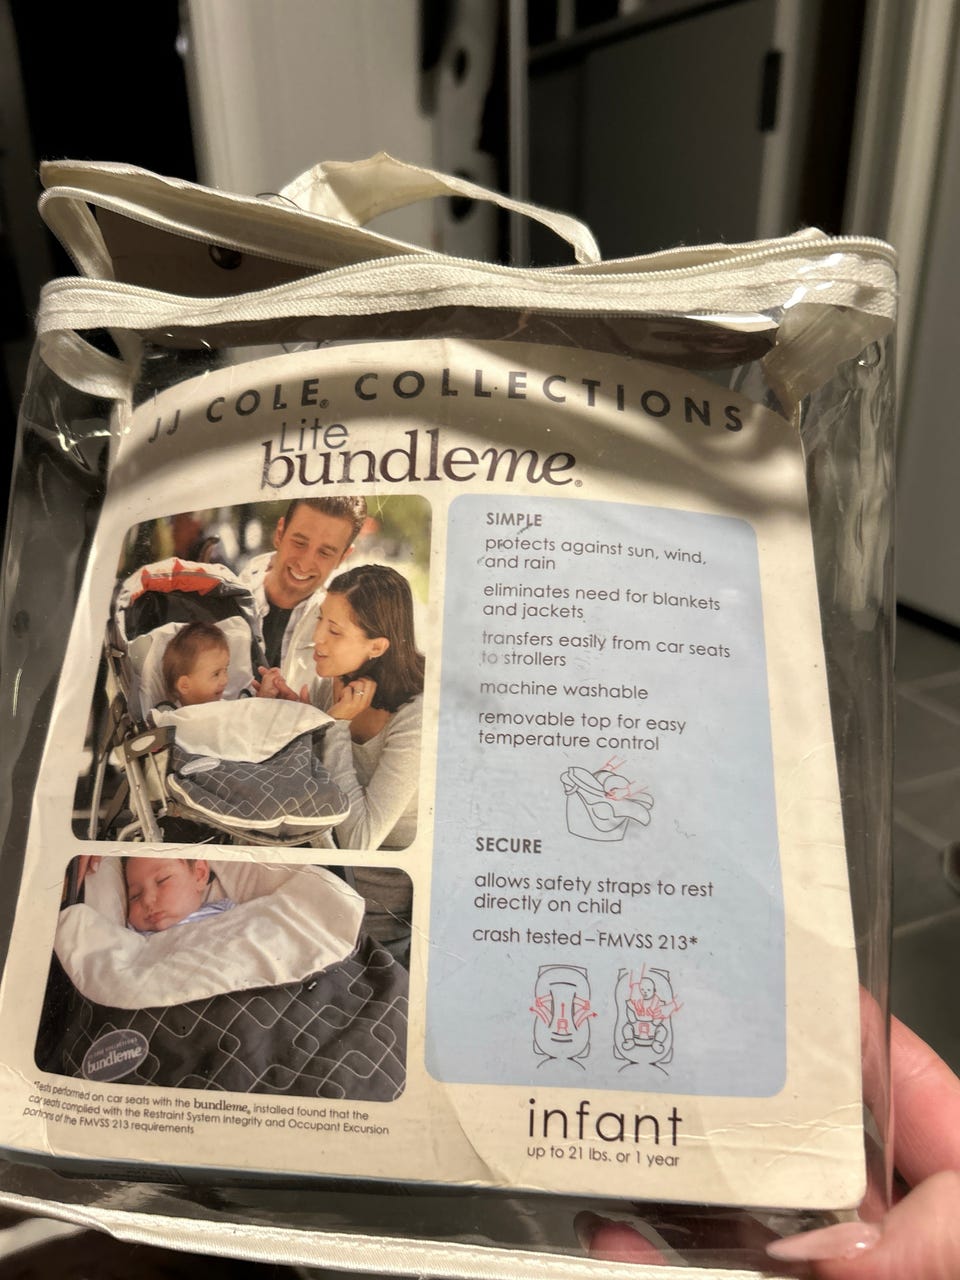 JJ COLE® COLLECTIONS
Lite
bundleme®
SIMPLE
protects against sun, wind,
and rain
eliminates need for blankets
and jackets
transfers easily from car seats
to strollers
machine washable
removable top for easy
temperature control
SECURE
allows safety straps to rest
directly on child
crash tested – FMVSS 213*
bundleme
*Tests performed on car seats with the bundleme® installed found that the
car seats complied with the Restraint System Integrity and Occupant Excursion
portions of the FMVSS 213 requirements
infant
up to 21 lbs. or 1 year